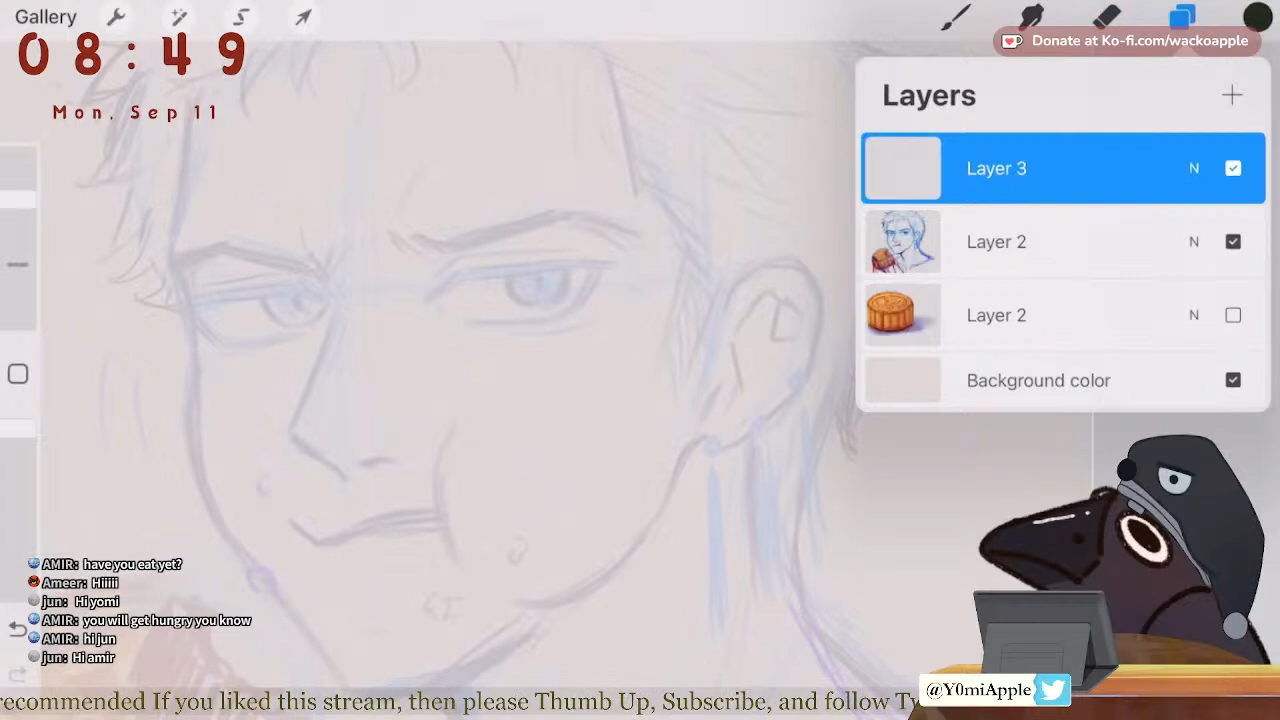 Gallery
08:49
Mon, Sep 11
Donate at Ko-fi.com/wackoapple
Layers
Layer 3
N
Layer 2
N
Layer 2
N
Background color
AMIR: have you eat yet?
Ameer: Hiiiii
jun: Hi yomi
AMIR: you will get hungry you know
AMIR: hi jun
jun: Hi amir
@Y0miApple
recommended If you liked this stream, then please Thumb Up, Subscribe, and follow